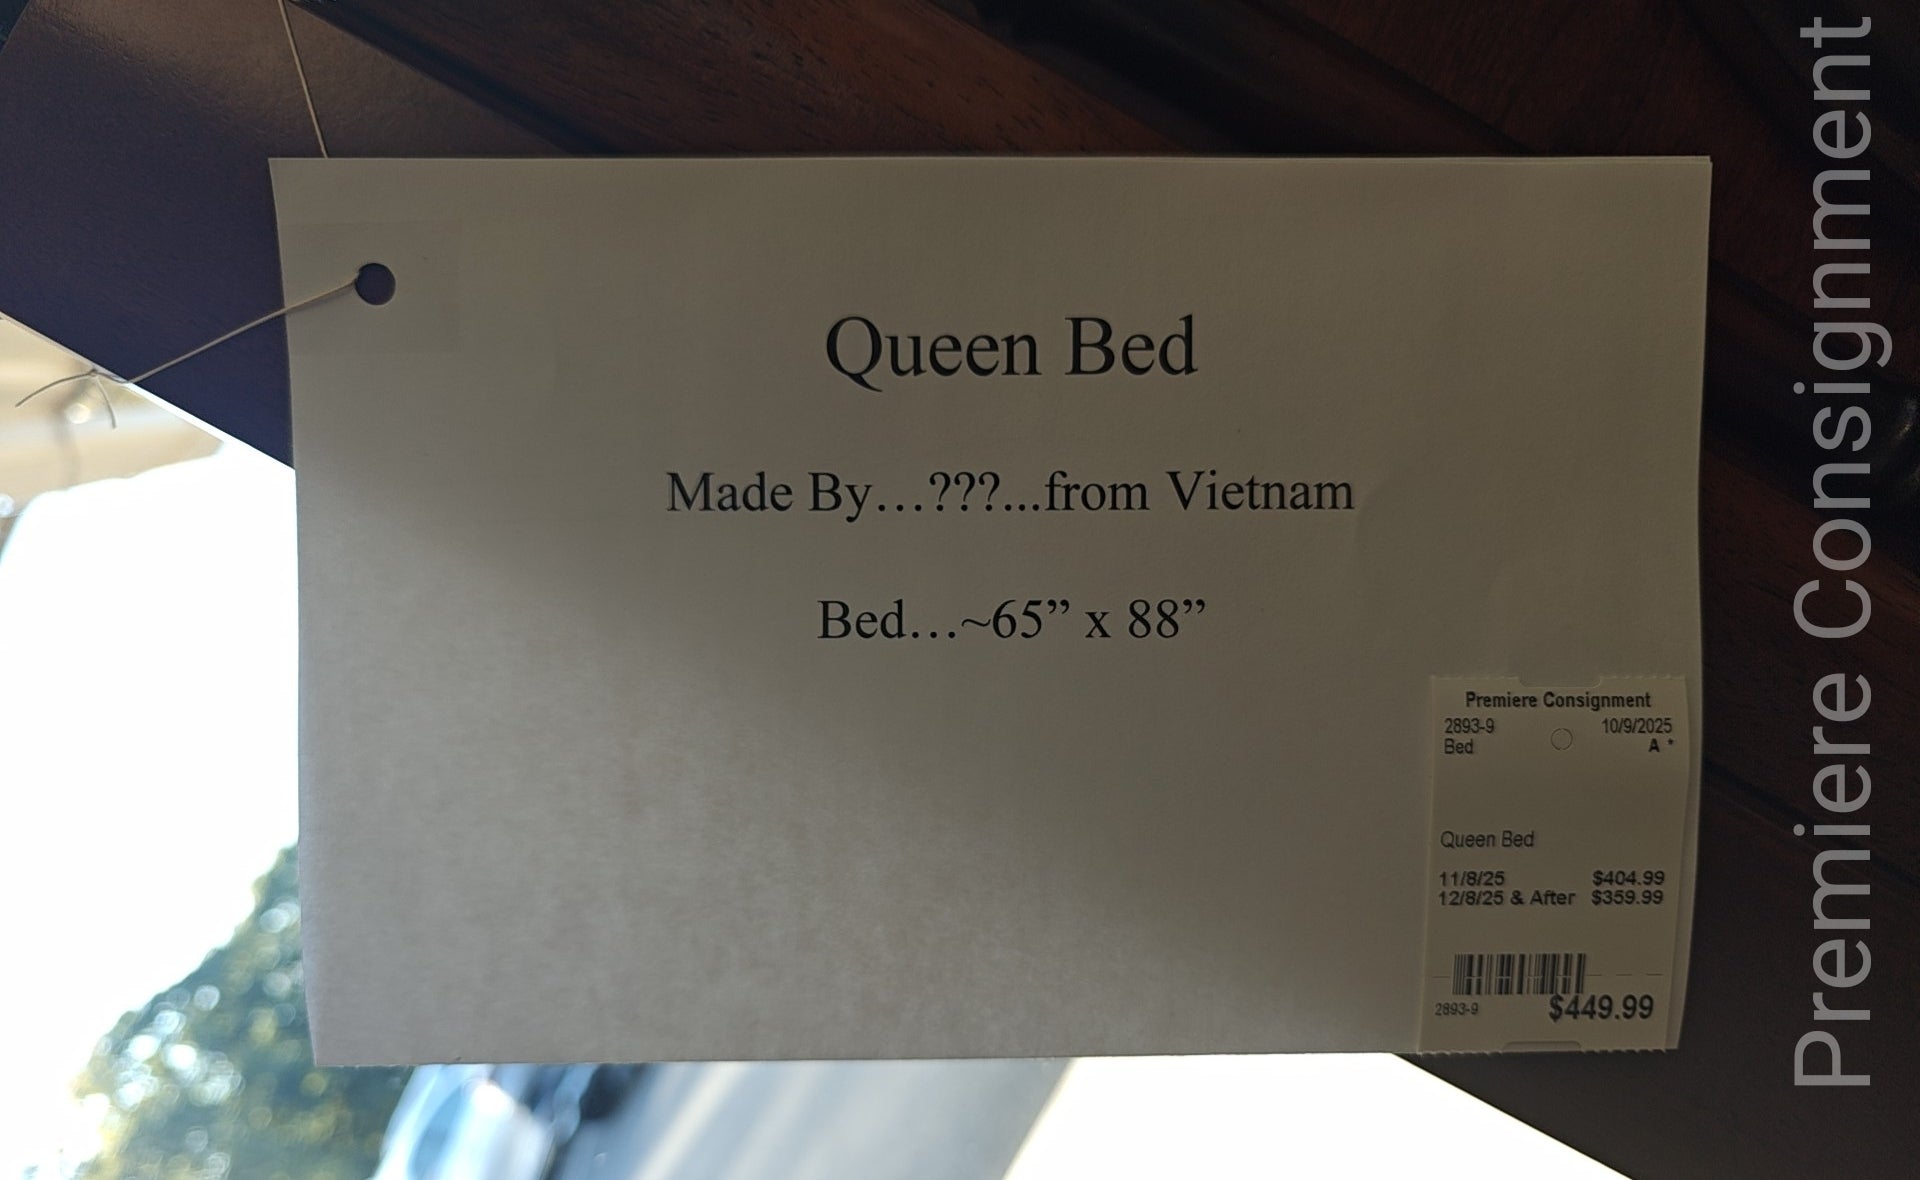 Queen Bed
Made By…???...from Vietnam
Bed…~65” x 88”
Premiere Consignment
2893-9 10/9/2025
Bed A *
Queen Bed
11/8/25 $404.99
12/8/25 & After $359.99
2893-9 $449.99
Premiere Consignment